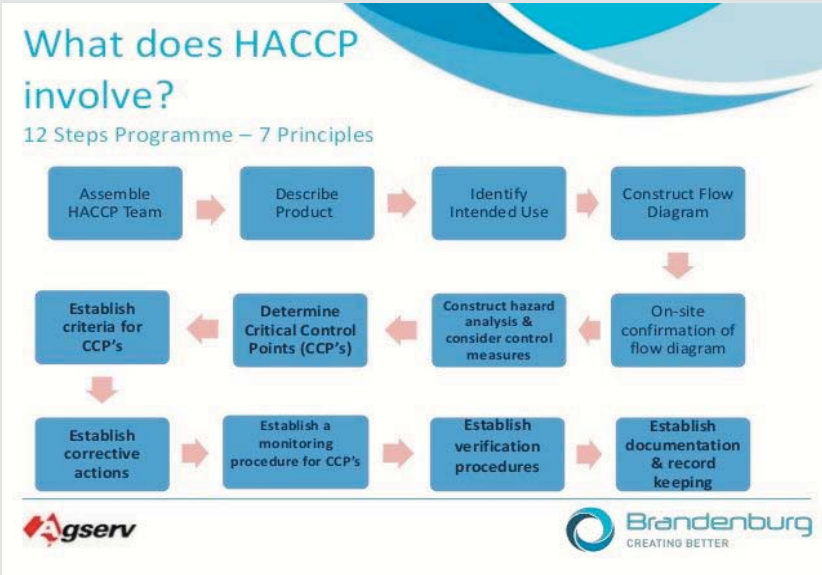 What does HACCP
involve?
12 Steps Programme – 7 Principles
Assemble
HACCP Team
Describe
Product
Identify
Intended Use
Construct Flow
Diagram
On-site
confirmation of
flow diagram
Construct hazard
analysis &
consider control
measures
Determine
Critical Control
Points (CCP's)
Establish
criteria for
CCP's
Establish
corrective
actions
Establish a
monitoring
procedure for CCP's
Establish
verification
procedures
Establish
documentation
& record
keeping
Agserv
Brandenburg
CREATING BETTER